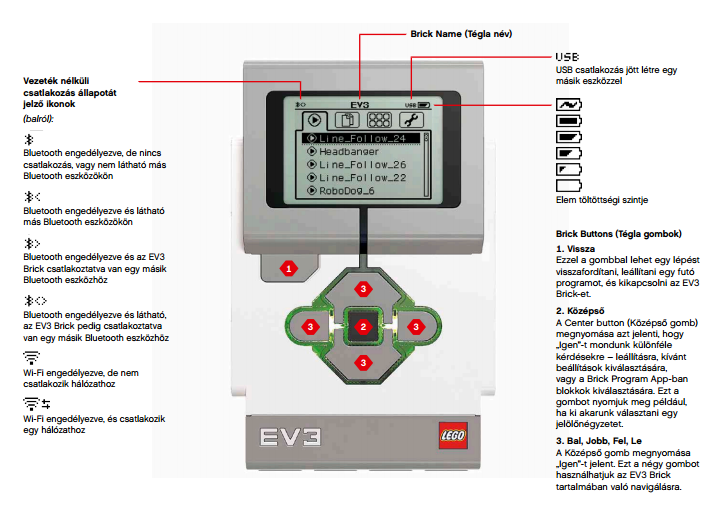 Brick Name (Tégla név)
Vezeték nélküli
csatlakozás állapotát
jelző ikonok
(balról):
Bluetooth engedélyezve, de nincs
csatlakozás, vagy nem látható más
Bluetooth eszközökön
Bluetooth engedélyezve és látható
más Bluetooth eszközökön
Bluetooth engedélyezve és az EV3
Brick csatlakoztatva van egy másik
Bluetooth eszközhöz
Bluetooth engedélyezve és látható,
az EV3 Brick pedig csatlakoztatva
van egy másik Bluetooth eszközhöz
Wi-Fi engedélyezve, de nem
csatlakozik hálózathoz
Wi-Fi engedélyezve, és csatlakozik
egy hálózathoz
EV3 USB
Line_Follow_24
Headbanger
Line_Follow_26
Line_Follow_22
RoboDog_6
1
3
3 2 3
3
EV3 LEGO
USB
USB csatlakozás jött létre egy
másik eszközzel
Elem töltöttségi szintje
Brick Buttons (Tégla gombok)
1. Vissza
Ezzel a gombbal lehet egy lépést
visszafordítani, leállítani egy futó
programot, és kikapcsolni az EV3
Brick-et.
2. Középső
A Center button (Középső gomb)
megnyomása azt jelenti, hogy
„Igen”-t mondunk különféle
kérdésekre – leállításra, kívánt
beállítások kiválasztására,
vagy a Brick Program App-ban
blokkok kiválasztására. Ezt a
gombot nyomjuk meg például,
ha ki akarunk választani egy
jelölőnégyzetet.
3. Bal, Jobb, Fel, Le
A Középső gomb megnyomása
„Igen”-t jelent. Ezt a négy gombot
használhatjuk az EV3 Brick
tartalmában való navigálásra.